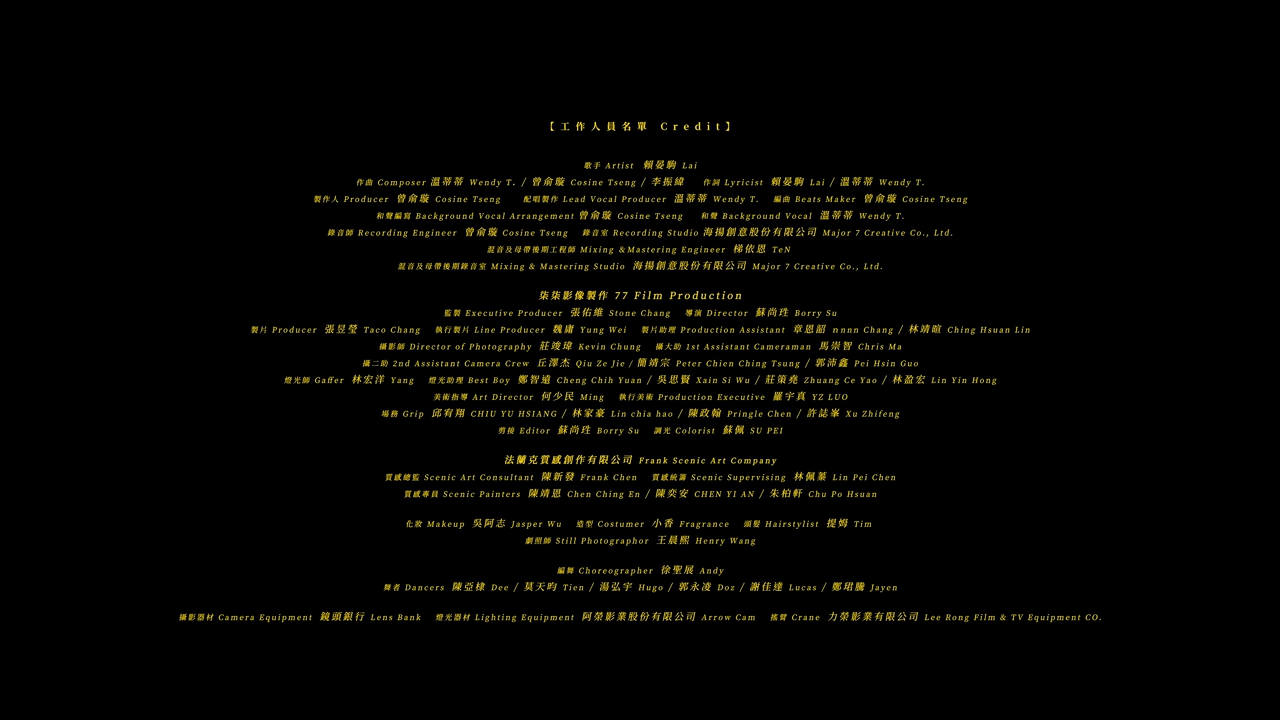 【工作人員名單 Credit】
歌手 Artist 賴晏駒 Lai
作曲 Composer 溫蒂蒂 Wendy T. / 曾俞璇 Cosine Tseng / 李振緯 作詞 Lyricist 賴晏駒 Lai / 溫蒂蒂 Wendy T.
製作人 Producer 曾俞璇 Cosine Tseng 配唱製作 Lead Vocal Producer 溫蒂蒂 Wendy T. 編曲 Beats Maker 曾俞璇 Cosine Tseng
和聲編寫 Background Vocal Arrangement 曾俞璇 Cosine Tseng 和聲 Background Vocal 溫蒂蒂 Wendy T.
錄音師 Recording Engineer 曾俞璇 Cosine Tseng 錄音室 Recording Studio 海揚創意股份有限公司 Major 7 Creative Co., Ltd.
混音及母帶後期工程師 Mixing &Mastering Engineer 梯依恩 TeN
混音及母帶後期錄音室 Mixing & Mastering Studio 海揚創意股份有限公司 Major 7 Creative Co., Ltd.
柒柒影像製作 77 Film Production
監製 Executive Producer 張佑維 Stone Chang 導演 Director 蘇尚珄 Borry Su
製片 Producer 張昱瑩 Taco Chang 執行製片 Line Producer 魏庸 Yung Wei 製片助理 Production Assistant 章恩韶 nnnn Chang / 林靖暄 Ching Hsuan Lin
攝影師 Director of Photography 莊竣瑋 Kevin Chung 攝大助 1st Assistant Cameraman 馬崇智 Chris Ma
攝二助 2nd Assistant Camera Crew 丘澤杰 Qiu Ze Jie / 簡靖宗 Peter Chien Ching Tsung / 郭沛鑫 Pei Hsin Guo
燈光師 Gaffer 林宏洋 Yang 燈光助理 Best Boy 鄭智遠 Cheng Chih Yuan / 吳思賢 Xain Si Wu / 莊策堯 Zhuang Ce Yao / 林盈宏 Lin Yin Hong
美術指導 Art Director 何少民 Ming 執行美術 Production Executive 羅宇真 YZ LUO
場務 Grip 邱宥翔 CHIU YU HSIANG / 林家豪 Lin chia hao / 陳政翰 Pringle Chen / 許誌峯 Xu Zhifeng
剪接 Editor 蘇尚珄 Borry Su 調光 Colorist 蘇佩 SU PEI
法蘭克質感創作有限公司 Frank Scenic Art Company
質感總監 Scenic Art Consultant 陳新發 Frank Chen 質感統籌 Scenic Supervising 林佩蓁 Lin Pei Chen
質感專員 Scenic Painters 陳靖恩 Chen Ching En / 陳奕安 CHEN YI AN / 朱柏軒 Chu Po Hsuan
化妝 Makeup 吳阿志 Jasper Wu 造型 Costumer 小香 Fragrance 頭髮 Hairstylist 提姆 Tim
劇照師 Still Photographor 王晨熙 Henry Wang
編舞 Choreographer 徐聖展 Andy
舞者 Dancers 陳亞棣 Dee / 莫天昀 Tien / 湯弘宇 Hugo / 郭永凌 Doz / 謝佳達 Lucas / 鄭珺騰 Jayen
攝影器材 Camera Equipment 鏡頭銀行 Lens Bank 燈光器材 Lighting Equipment 阿榮影業股份有限公司 Arrow Cam 搖臂 Crane 力榮影業有限公司 Lee Rong Film & TV Equipment CO.